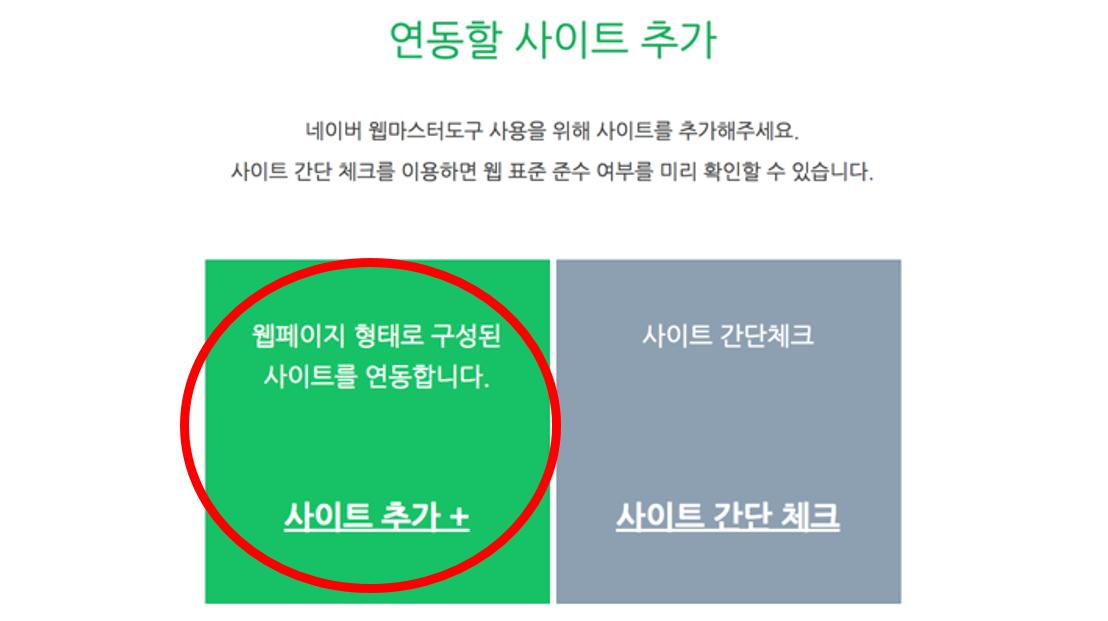 연동할 사이트 추가
네이버 웹마스터도구 사용을 위해 사이트를 추가해주세요.
사이트 간단 체크를 이용하면 웹 표준 준수 여부를 미리 확인할 수 있습니다.
웹페이지 형태로 구성된
사이트를 연동합니다.
사이트 추가 +
사이트 간단체크
사이트 간단 체크